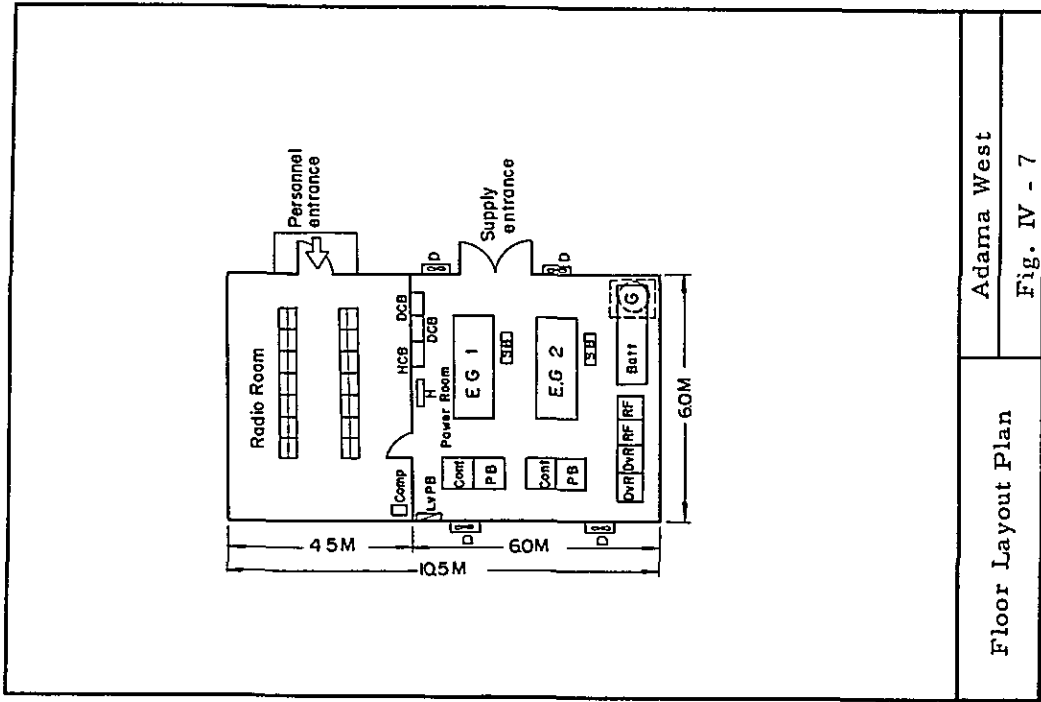 Personnel
entrance
Radio Room
Supply
entrance
D
DCB
DCB
HCB
H
Power Room
Comp
LvPB
E.G 1
SB
Cont
PB
D
E.G 2
SB
Cont
PB
D
D
G
Batt
DvR DvR RF RF
4.5M
6.0M
10.5M
6.0M
Floor Layout Plan
Adama West
Fig. IV - 7